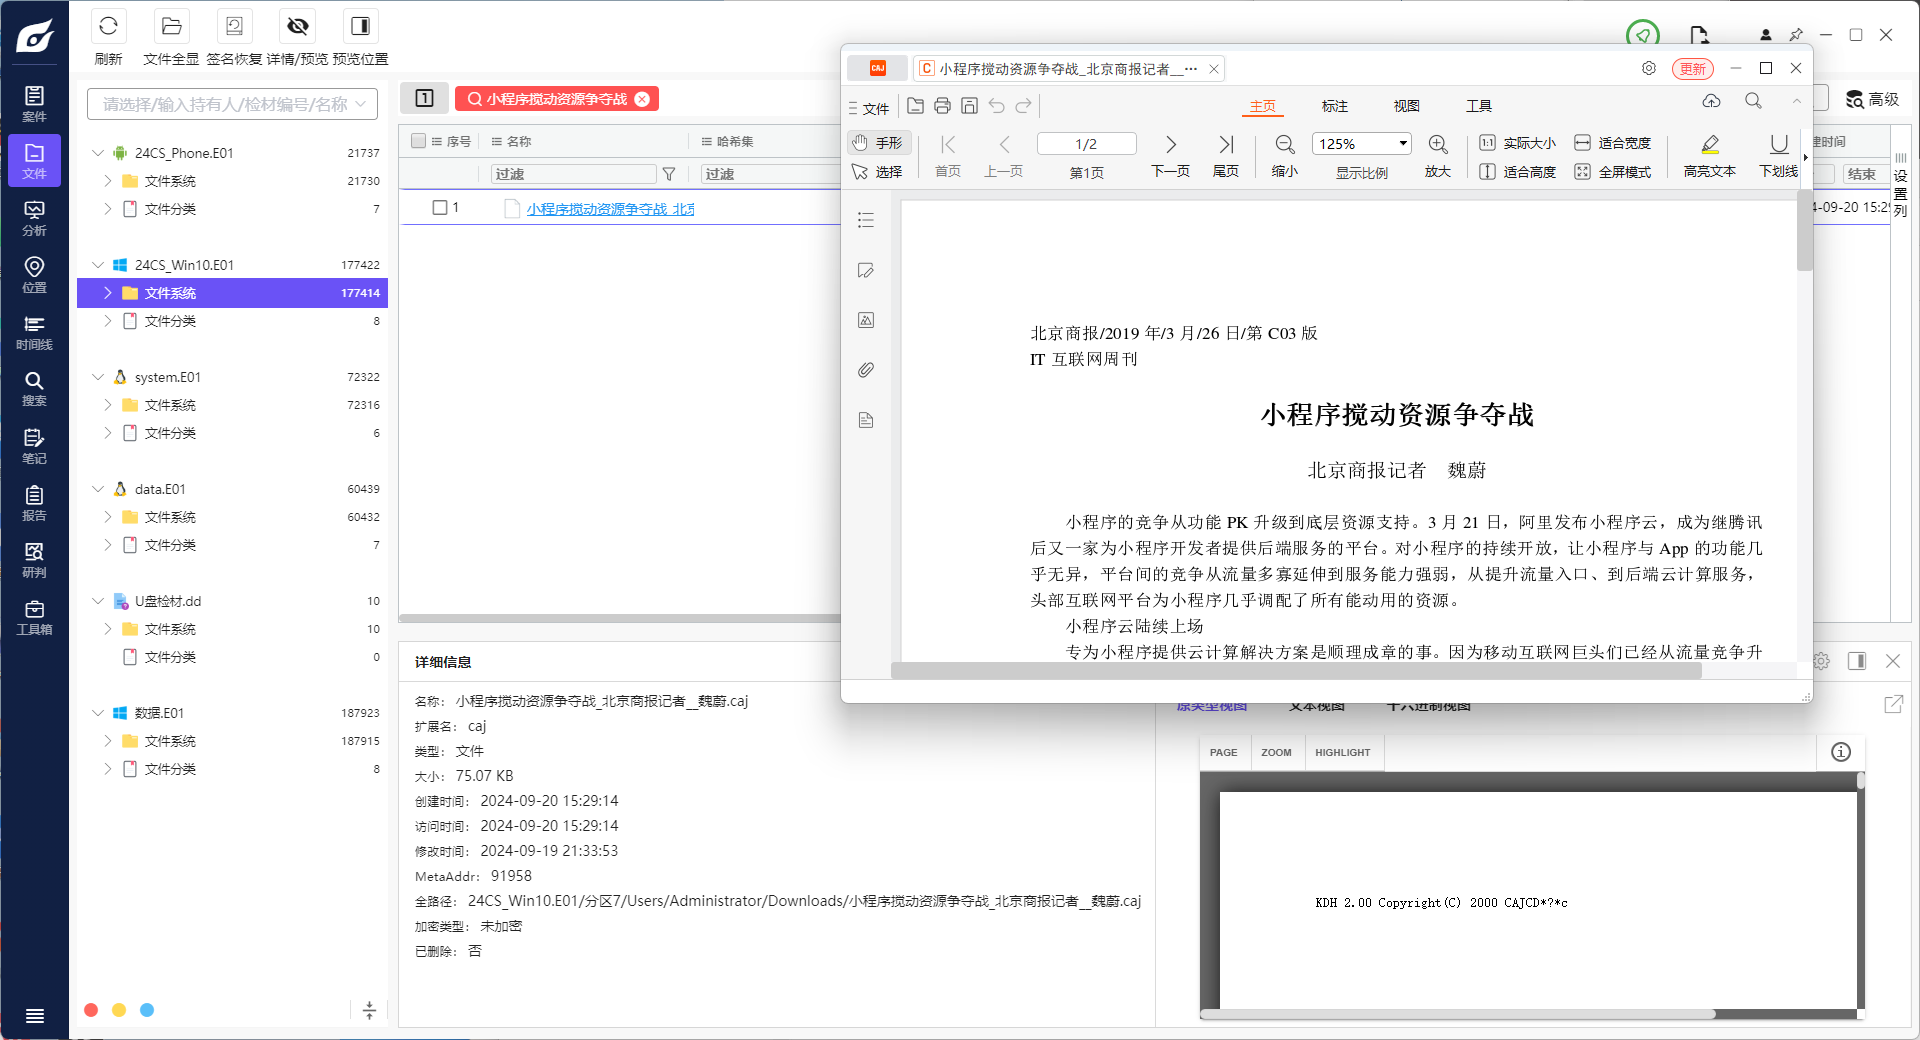 刷新
文件全显
签名恢复
详情/预览
预览位置
案件
文件
分析
位置
时间线
搜索
笔记
报告
研判
工具箱
请选择/输入持有人/检材编号/名称
24CS_Phone.E01 21737
文件系统 21730
文件分类 7
24CS_Win10.E01 177422
文件系统 177414
文件分类 8
system.E01 72322
文件系统 72316
文件分类 6
data.E01 60439
文件系统 60432
文件分类 7
U盘检材.dd 10
文件系统 10
文件分类 0
数据.E01 187923
文件系统 187915
文件分类 8
1 小程序搅动资源争夺战
高级
序号 名称 哈希集 建时间
过滤 过滤 结束
1 小程序搅动资源争夺战_北京 4-09-20 15:29
设置列
CAJ
小程序搅动资源争夺战_北京商报记者__···
更新
文件 主页 标注 视图 工具
手形 1/2 125% 实际大小 适合宽度
选择 首页 上一页 第1页 下一页 尾页 缩小 显示比例 放大 适合高度 全屏模式 高亮文本 下划线
北京商报/2019 年/3 月/26 日/第 C03 版
IT 互联网周刊
小程序搅动资源争夺战
北京商报记者 魏蔚
小程序的竞争从功能 PK 升级到底层资源支持。3 月 21 日，阿里发布小程序云，成为继腾讯
后又一家为小程序开发者提供后端服务的平台。对小程序的持续开放，让小程序与 App 的功能几
乎无异，平台间的竞争从流量多寡延伸到服务能力强弱，从提升流量入口、到后端云计算服务，
头部互联网平台为小程序几乎调配了所有能动用的资源。
小程序云陆续上场
专为小程序提供云计算解决方案是顺理成章的事。因为移动互联网巨头们已经从流量竞争升
详细信息
名称： 小程序搅动资源争夺战_北京商报记者__魏蔚.caj
扩展名： caj
类型： 文件
大小： 75.07 KB
创建时间： 2024-09-20 15:29:14
访问时间： 2024-09-20 15:29:14
修改时间： 2024-09-19 21:33:53
MetaAddr： 91958
全路径： 24CS_Win10.E01/分区7/Users/Administrator/Downloads/小程序搅动资源争夺战_北京商报记者__魏蔚.caj
加密类型： 未加密
已删除： 否
原类型视图 文本视图 十六进制视图
PAGE ZOOM HIGHLIGHT
KDH 2.00 Copyright(C) 2000 CAJCD*?*c